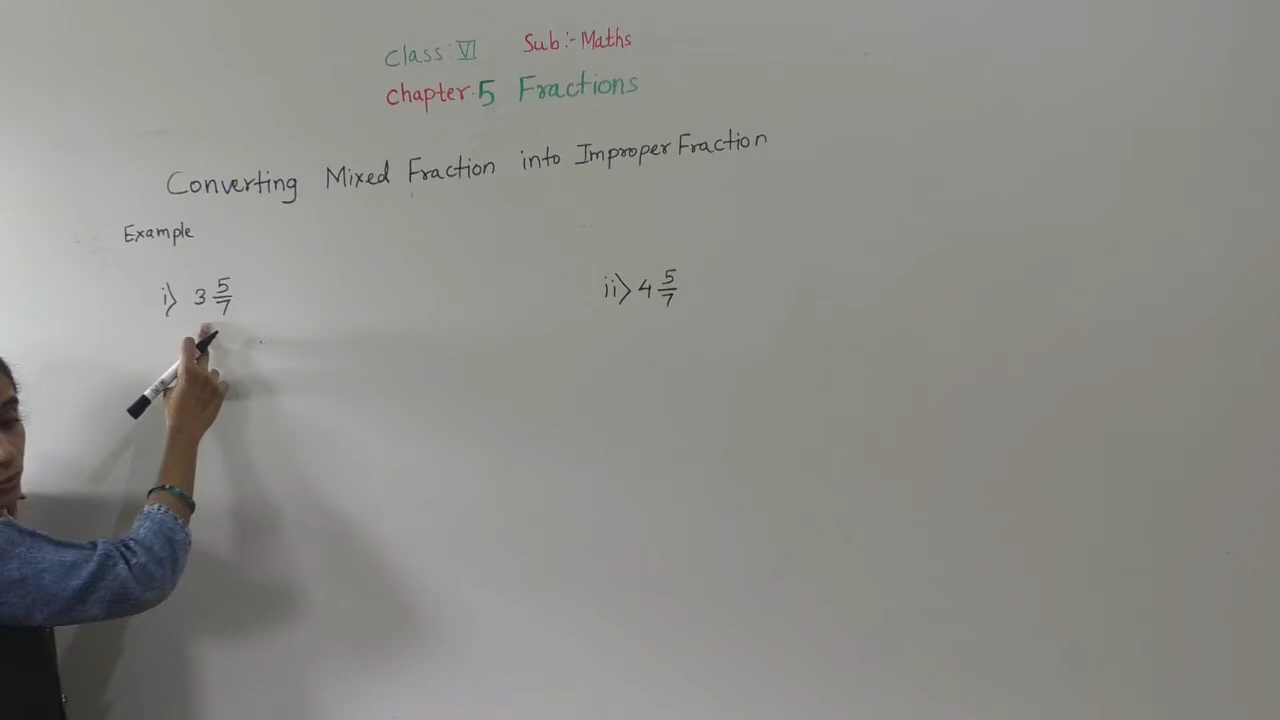 Class VI Sub:- Maths
Chapter.5 Fractions
Converting Mixed Fraction into Improper Fraction
Example
i) 3 5/7
ii) 4 5/7